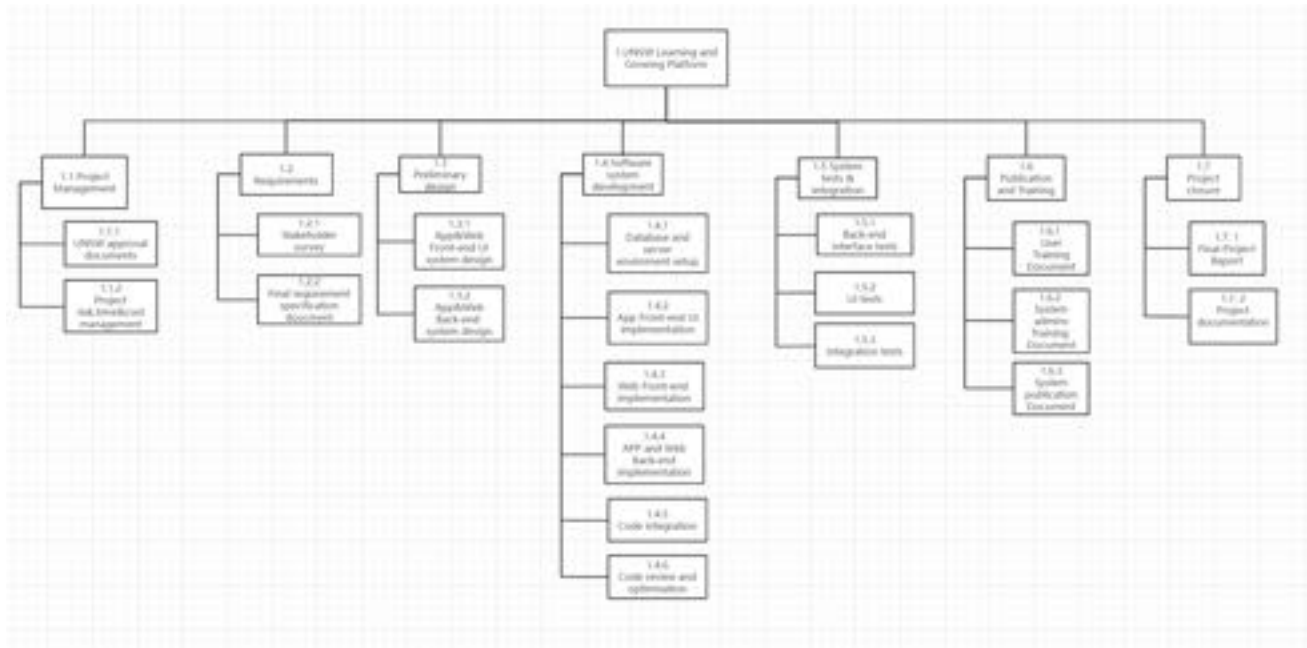 1 UNSW Learning and
Growing Platform
1.1 Project
Management
1.1.1
UNSW approval
documents
1.1.2
Project
management
1.2
Requirements
1.2.1
Stakeholder
survey
1.2.2
Final requirement
specification
document
1.3
Preliminary
design
1.3.1
App&Web
Front-end UI
system design
App&Web
Back-end
system design
1.4 Software
system
development
1.4.1
Database and
server
setup
1.4.2
App Front-end UI
implementation
1.4.3
Web Front-end
implementation
1.4.4
APP and Web
Back-end
implementation
1.4.5
Code integration
1.4.6
Code review and
1.5 System
tests &
integration
1.5.1
Back-end
interface tests
1.5.2
UI tests
1.5.3
Integration tests
1.6
Publication
and Training
1.6.1
User
Training
Document
1.6.2
System
admins
Training
Document
1.6.3
System
publication
Document
1.7
Project
closure
1.7. 1
Final Project
Report
1.7. 2
Project
documentation